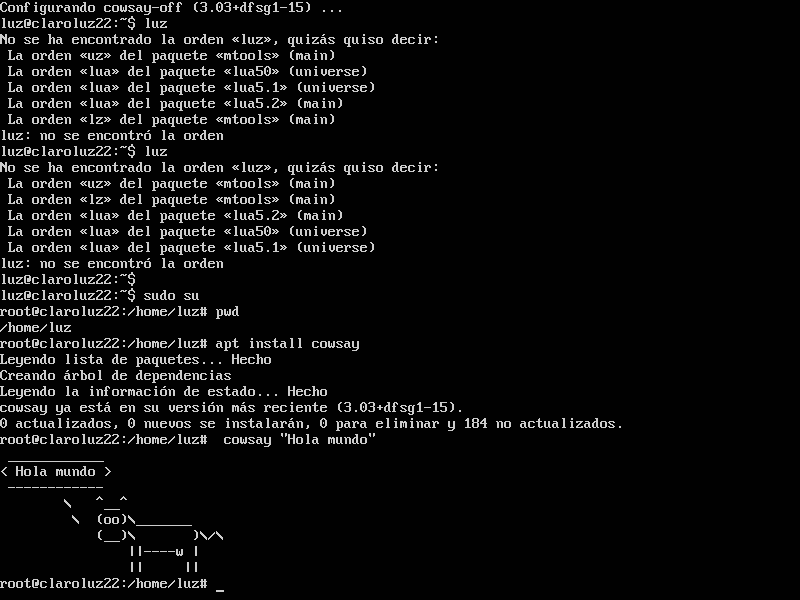 Configurando cowsay-off (3.03+dfsg1-15) ...
luz@claroluz22:~$ luz
No se ha encontrado la orden «luz», quizás quiso decir:
 La orden «uz» del paquete «mtools» (main)
 La orden «lua» del paquete «lua50» (universe)
 La orden «lua» del paquete «lua5.1» (universe)
 La orden «lua» del paquete «lua5.2» (main)
 La orden «lz» del paquete «mtools» (main)
luz: no se encontró la orden
luz@claroluz22:~$ luz
No se ha encontrado la orden «luz», quizás quiso decir:
 La orden «uz» del paquete «mtools» (main)
 La orden «lz» del paquete «mtools» (main)
 La orden «lua» del paquete «lua5.2» (main)
 La orden «lua» del paquete «lua50» (universe)
 La orden «lua» del paquete «lua5.1» (universe)
luz: no se encontró la orden
luz@claroluz22:~$
luz@claroluz22:~$ sudo su
root@claroluz22:/home/luz# pwd
/home/luz
root@claroluz22:/home/luz# apt install cowsay
Leyendo lista de paquetes... Hecho
Creando árbol de dependencias
Leyendo la información de estado... Hecho
cowsay ya está en su versión más reciente (3.03+dfsg1-15).
0 actualizados, 0 nuevos se instalarán, 0 para eliminar y 184 no actualizados.
root@claroluz22:/home/luz#  cowsay "Hola mundo"
 ____________
< Hola mundo >
 ------------
        \   ^__^
         \  (oo)\_______
            (__)\       )\/\
                ||----w |
                ||     ||
root@claroluz22:/home/luz# _